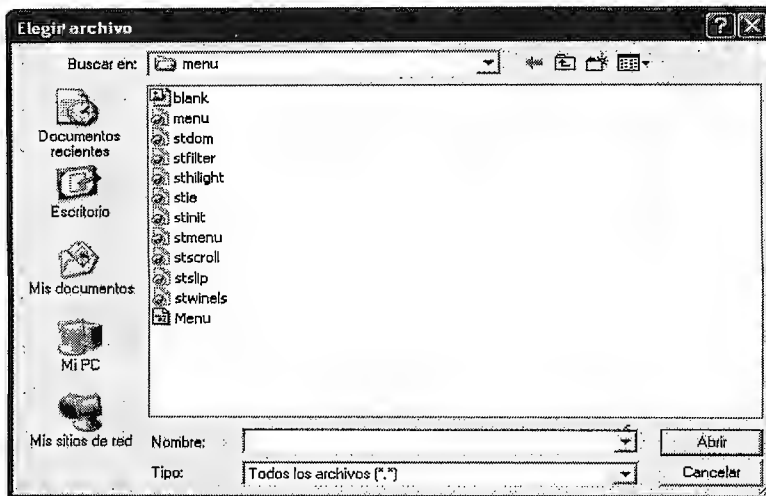 Elegir archivo
Buscar en:
menu
blank
menu
stdom
stfilter
sthilight
stie
stinit
stmenu
stscroll
stslip
stwinels
Menu
Documentos
recientes
Escritorio
Mis documentos
Mi PC
Mis sitios de red
Nombre:
Abrir
Tipo:
Todos los archivos (*.*)
Cancelar